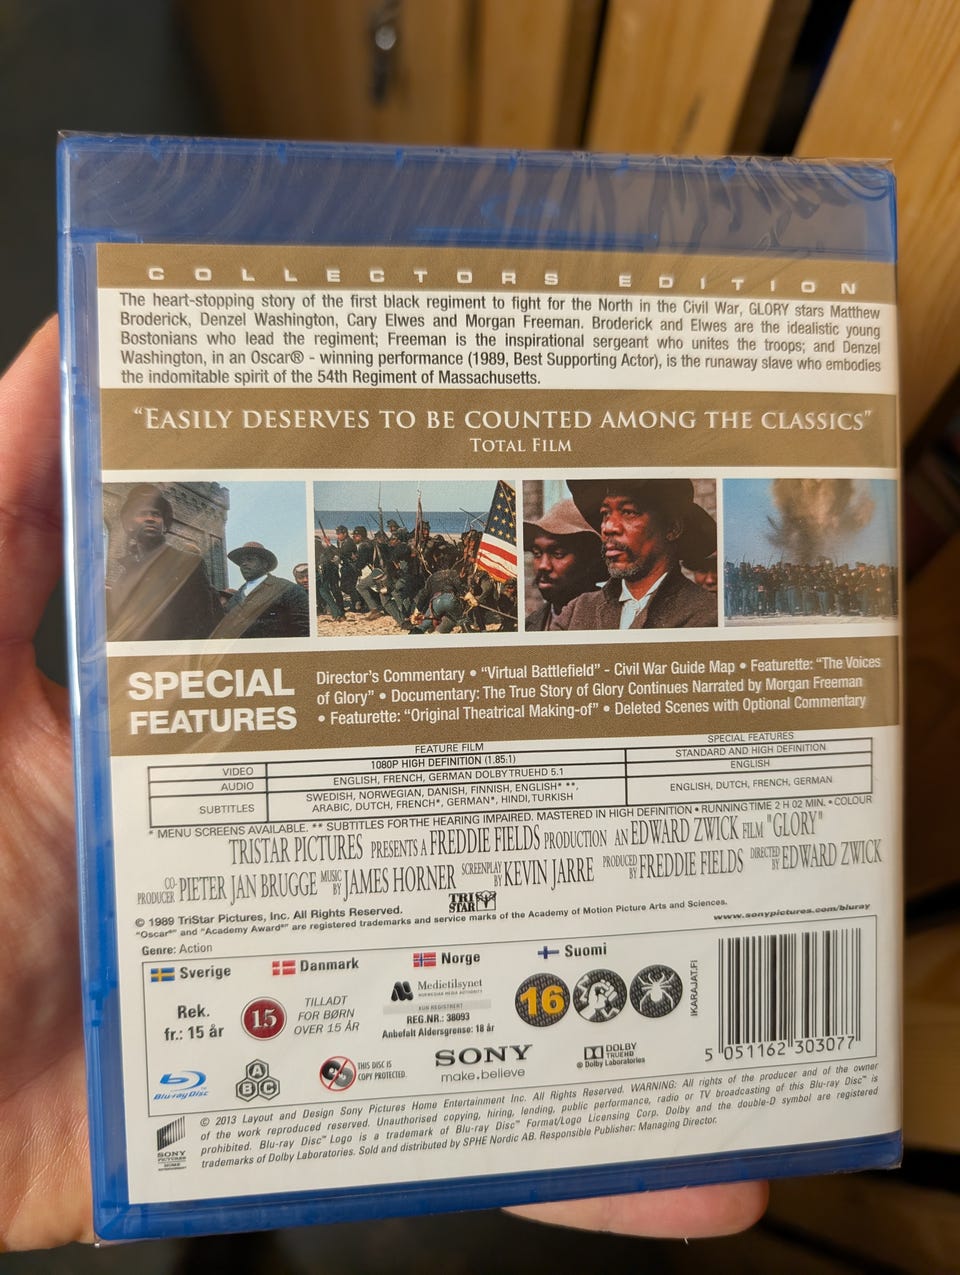 COLLECTORS EDITION
The heart-stopping story of the first black regiment to fight for the North in the Civil War, GLORY stars Matthew
Broderick, Denzel Washington, Cary Elwes and Morgan Freeman. Broderick and Elwes are the idealistic young
Bostonians who lead the regiment; Freeman is the inspirational sergeant who unites the troops; and Denzel
Washington, in an Oscar® - winning performance (1989, Best Supporting Actor), is the runaway slave who embodies
the indomitable spirit of the 54th Regiment of Massachusetts.
“EASILY DESERVES TO BE COUNTED AMONG THE CLASSICS”
TOTAL FILM
SPECIAL
FEATURES
Director's Commentary • “Virtual Battlefield” - Civil War Guide Map • Featurette: “The Voices
of Glory” • Documentary: The True Story of Glory Continues Narrated by Morgan Freeman
• Featurette: “Original Theatrical Making-of” • Deleted Scenes with Optional Commentary
FEATURE FILM
SPECIAL FEATURES
VIDEO
1080P HIGH DEFINITION (1.85:1)
STANDARD AND HIGH DEFINITION
AUDIO
ENGLISH, FRENCH, GERMAN DOLBY TRUEHD 5.1
ENGLISH
SUBTITLES
SWEDISH, NORWEGIAN, DANISH, FINNISH, ENGLISH* **,
ARABIC, DUTCH, FRENCH*, GERMAN*, HINDI, TURKISH
ENGLISH, DUTCH, FRENCH, GERMAN
* MENU SCREENS AVAILABLE. ** SUBTITLES FOR THE HEARING IMPAIRED. MASTERED IN HIGH DEFINITION • RUNNING TIME 2 H 02 MIN. • COLOUR
TRISTAR PICTURES PRESENTS A FREDDIE FIELDS PRODUCTION AN EDWARD ZWICK FILM "GLORY"
CO-PRODUCER PIETER JAN BRUGGE MUSIC BY JAMES HORNER SCREENPLAY BY KEVIN JARRE PRODUCED BY FREDDIE FIELDS DIRECTED BY EDWARD ZWICK
TRI STAR
© 1989 TriStar Pictures, Inc. All Rights Reserved.
"Oscar®" and "Academy Award®" are registered trademarks and service marks of the Academy of Motion Picture Arts and Sciences.
www.sonypictures.com/bluray
Genre: Action
Sverige
Danmark
Norge
Suomi
Rek.
fr.: 15 år
15
TILLADT
FOR BØRN
OVER 15 ÅR
Medietilsynet
NORWEGIAN MEDIA AUTHORITY
KUN REGISTRERT
REG.NR.: 38093
Anbefalt Aldersgrense: 18 år
16
IKARAJAT.FI
5 051162 303077
Blu-ray Disc
A
B C
THIS DISC IS
COPY PROTECTED.
SONY
make.believe
DOLBY
TRUEHD
® Dolby Laboratories
SONY
PICTURES
HOME
ENTERTAINMENT
© 2013 Layout and Design Sony Pictures Home Entertainment Inc. All Rights Reserved. WARNING: All rights of the producer and of the owner
of the work reproduced reserved. Unauthorised copying, hiring, lending, public performance, radio or TV broadcasting of this Blu-ray Disc™ is
prohibited. Blu-ray Disc™ Logo is a trademark of Blu-ray Disc™ Format/Logo Licensing Corp. Dolby and the double-D symbol are registered
trademarks of Dolby Laboratories. Sold and distributed by SPHE Nordic AB. Responsible Publisher: Managing Director.